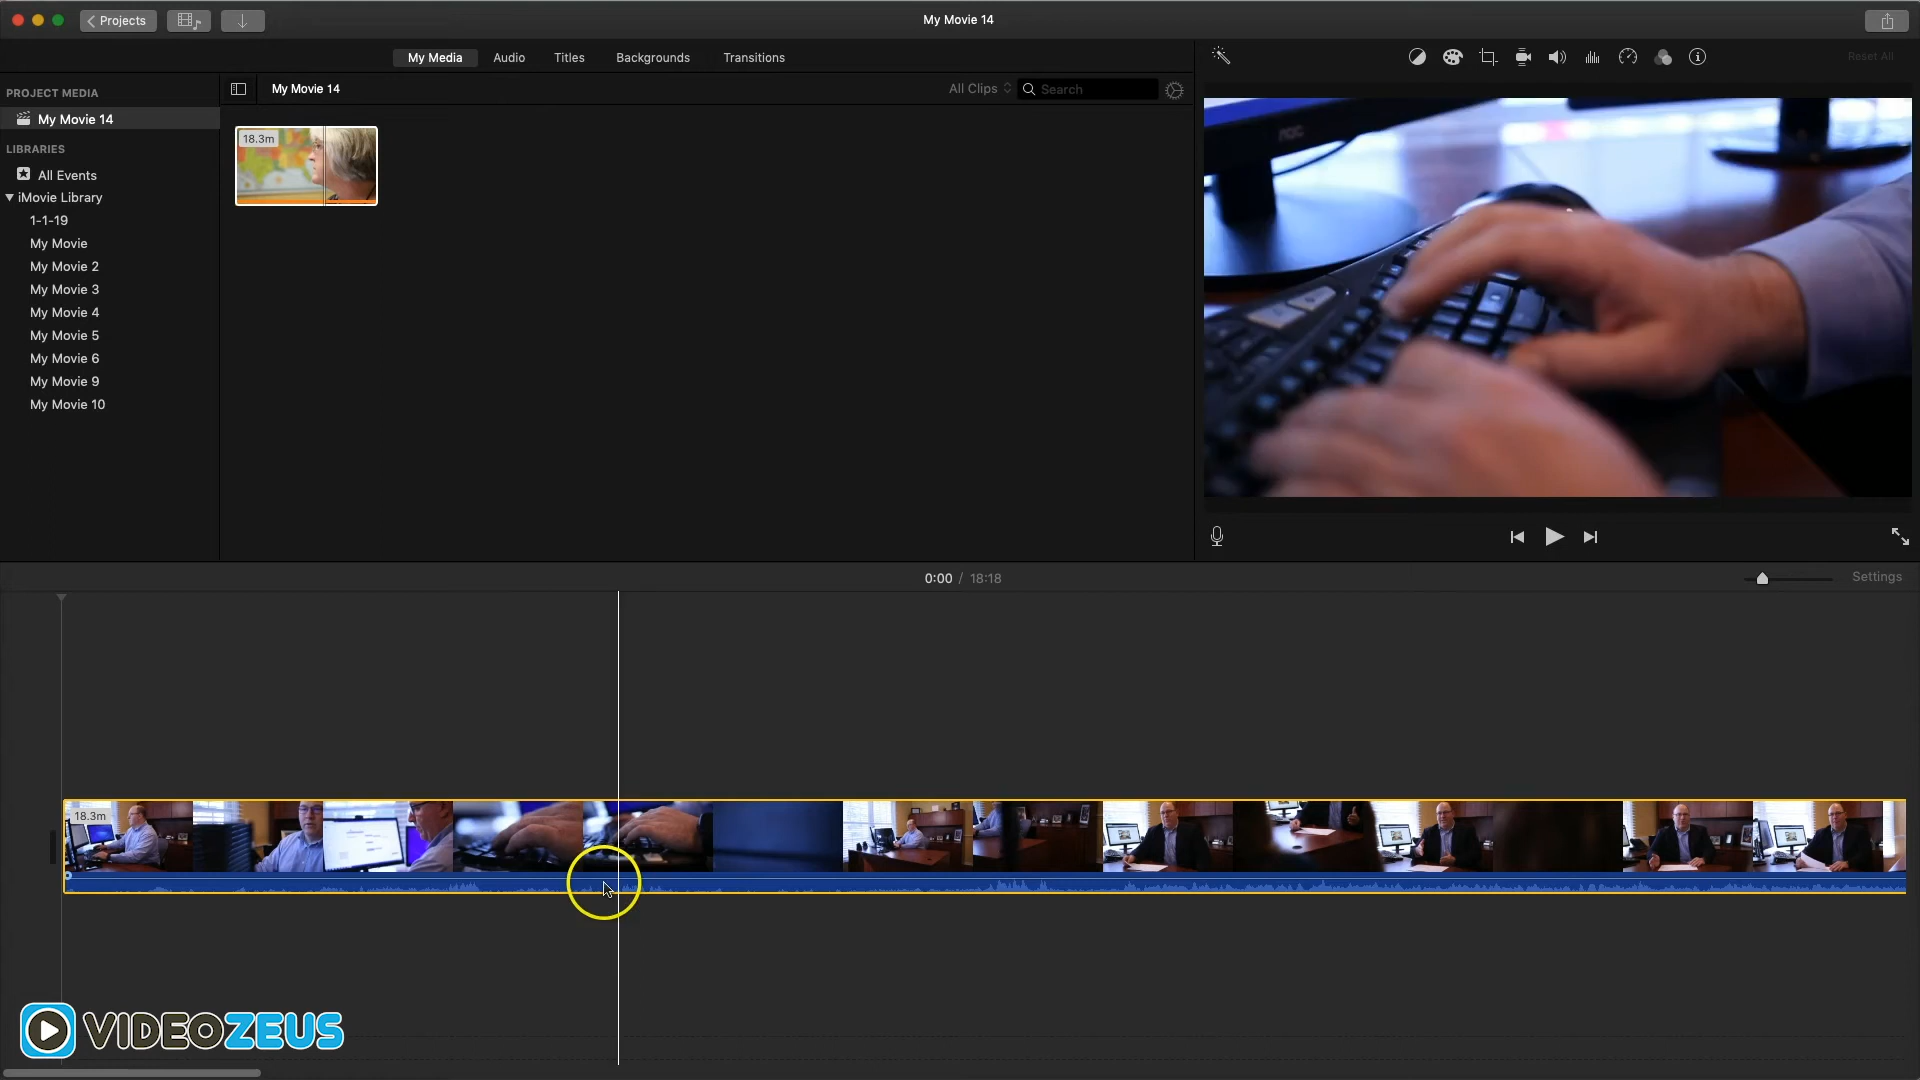 Projects
My Movie 14
My Media
Audio
Titles
Backgrounds
Transitions
Reset All
PROJECT MEDIA
My Movie 14
LIBRARIES
All Events
iMovie Library
1-1-19
My Movie
My Movie 2
My Movie 3
My Movie 4
My Movie 5
My Movie 6
My Movie 9
My Movie 10
My Movie 14
All Clips
Search
18.3m
AOC
0:00 / 18:18
Settings
18.3m
VIDEOZEUS